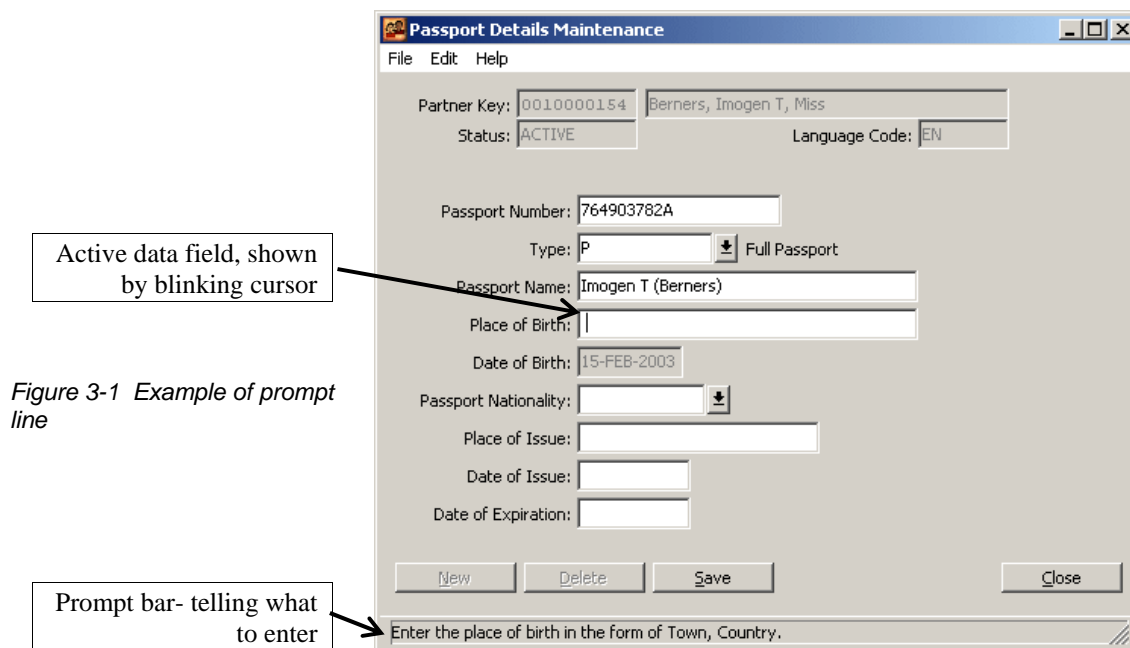 Passport Details Maintenance
File Edit Help
Partner Key: 0010000154 Berners, Imogen T, Miss
Status: ACTIVE Language Code: EN
Passport Number: 764903782A
Type: P Full Passport
Passport Name: Imogen T (Berners)
Place of Birth:
Date of Birth: 15-FEB-2003
Passport Nationality:
Place of Issue:
Date of Issue:
Date of Expiration:
New Delete Save Close
Enter the place of birth in the form of Town, Country.
Active data field, shown
by blinking cursor
Figure 3-1 Example of prompt
line
Prompt bar- telling what
to enter